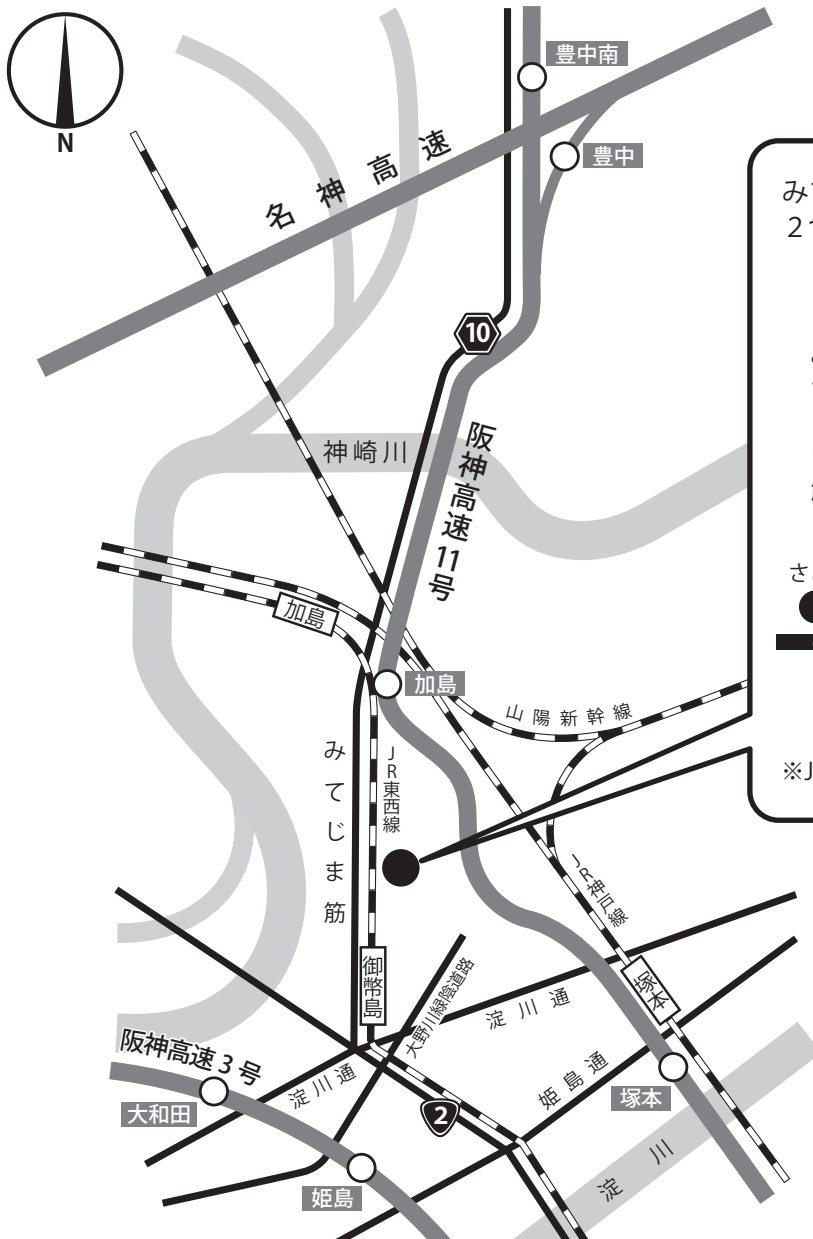 豊中南
豊中
N
名神高速
みて
10
神崎川
阪神高速11号
加島
加島
山陽新幹線
みてじま筋
JR東西線
※J
JR神戸線
御幣島
大野川緑陰道路
淀川通
塚本
阪神高速3号
淀川通
姫島通
大和田
2
塚本
姫島
淀川